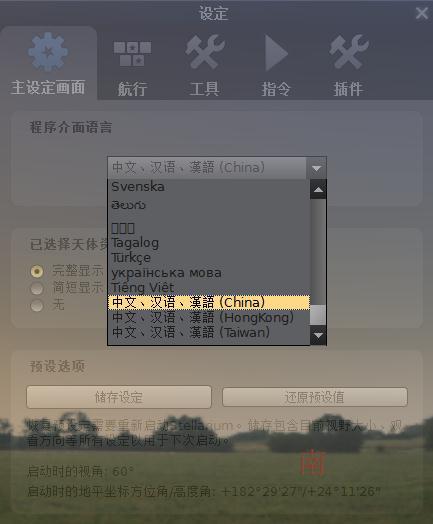 设定
主设定画面
航行
工具
指令
插件
程序介面语言
中文、汉语、漢語 (China)
Svenska
తెలుగు
Tagalog
Türkçe
українська мова
Tiếng Việt
中文、汉语、漢語 (China)
中文、汉语、漢語 (HongKong)
中文、汉语、漢語 (Taiwan)
已选择天体资
完整显示
简短显示
无
预设选项
储存设定
还原预设值
恢复预设定需要重新启动Stellarium。储存包含目前视野大小、观
看方向等所有设定以用于下次启动。
南
启动时的视角: 60°
启动时的地平坐标方位角/高度角: +182°29'27"/+24°11'26"